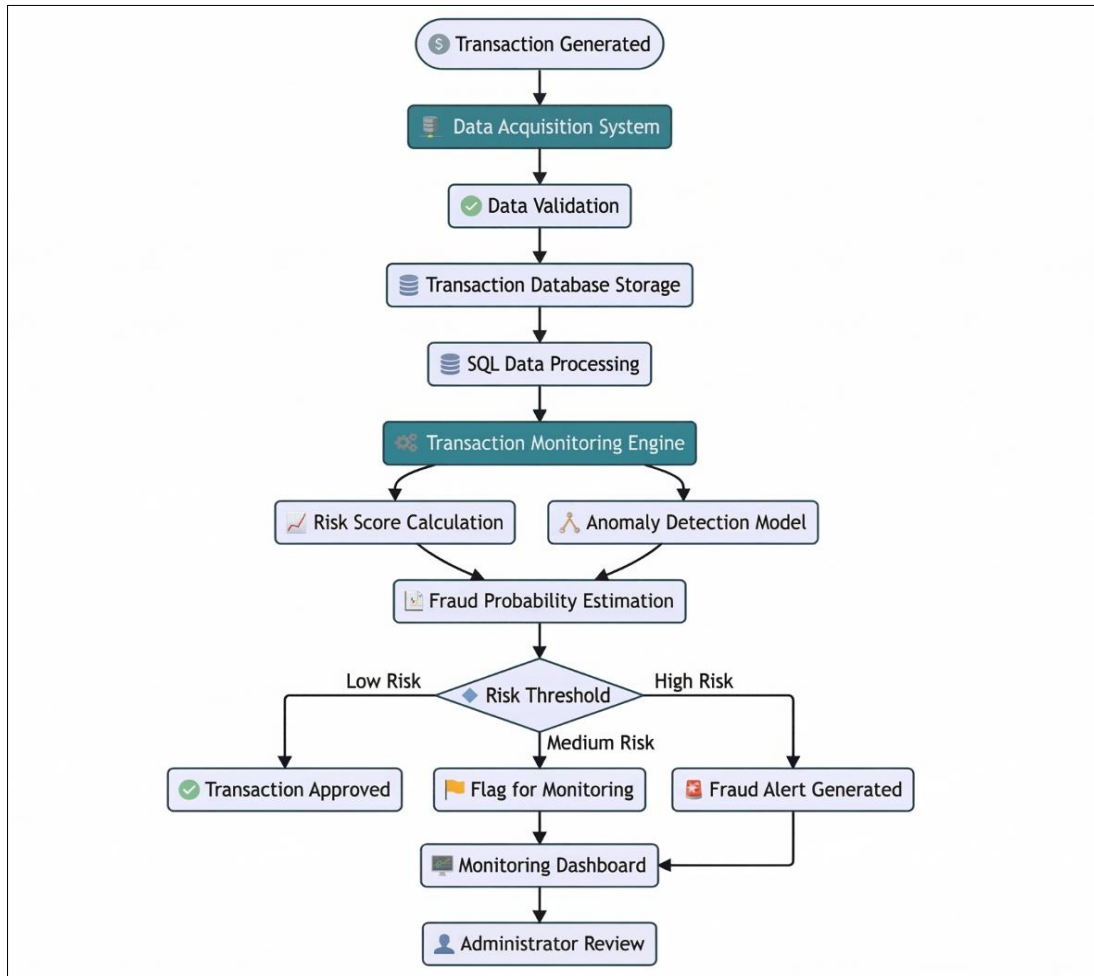 Transaction Generated
Data Acquisition System
Data Validation
Transaction Database Storage
SQL Data Processing
Transaction Monitoring Engine
Risk Score Calculation
Anomaly Detection Model
Fraud Probability Estimation
Low Risk
Risk Threshold
High Risk
Medium Risk
Transaction Approved
Flag for Monitoring
Fraud Alert Generated
Monitoring Dashboard
Administrator Review